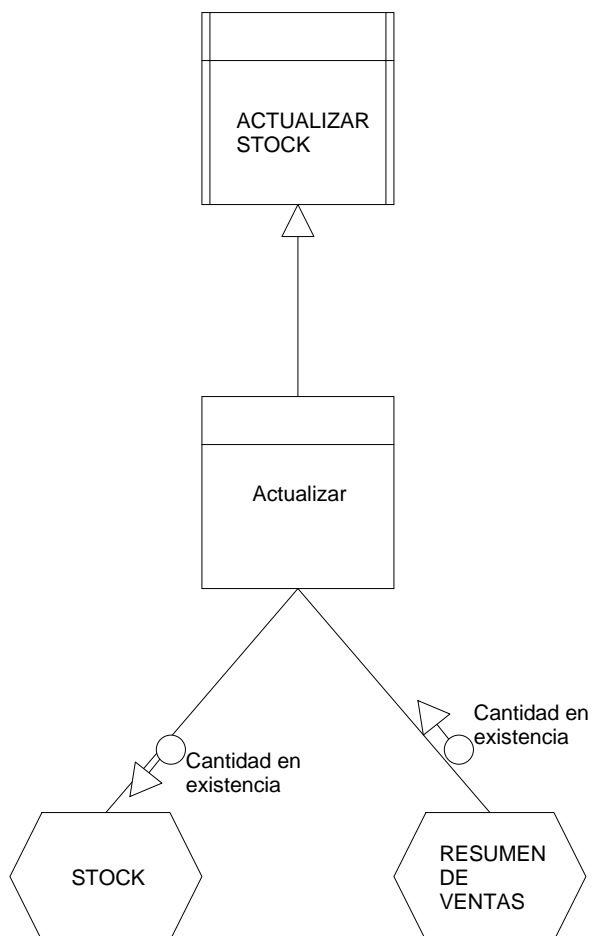 ACTUALIZAR
STOCK
Actualizar
Cantidad en
existencia
Cantidad en
existencia
STOCK
RESUMEN
DE
VENTAS